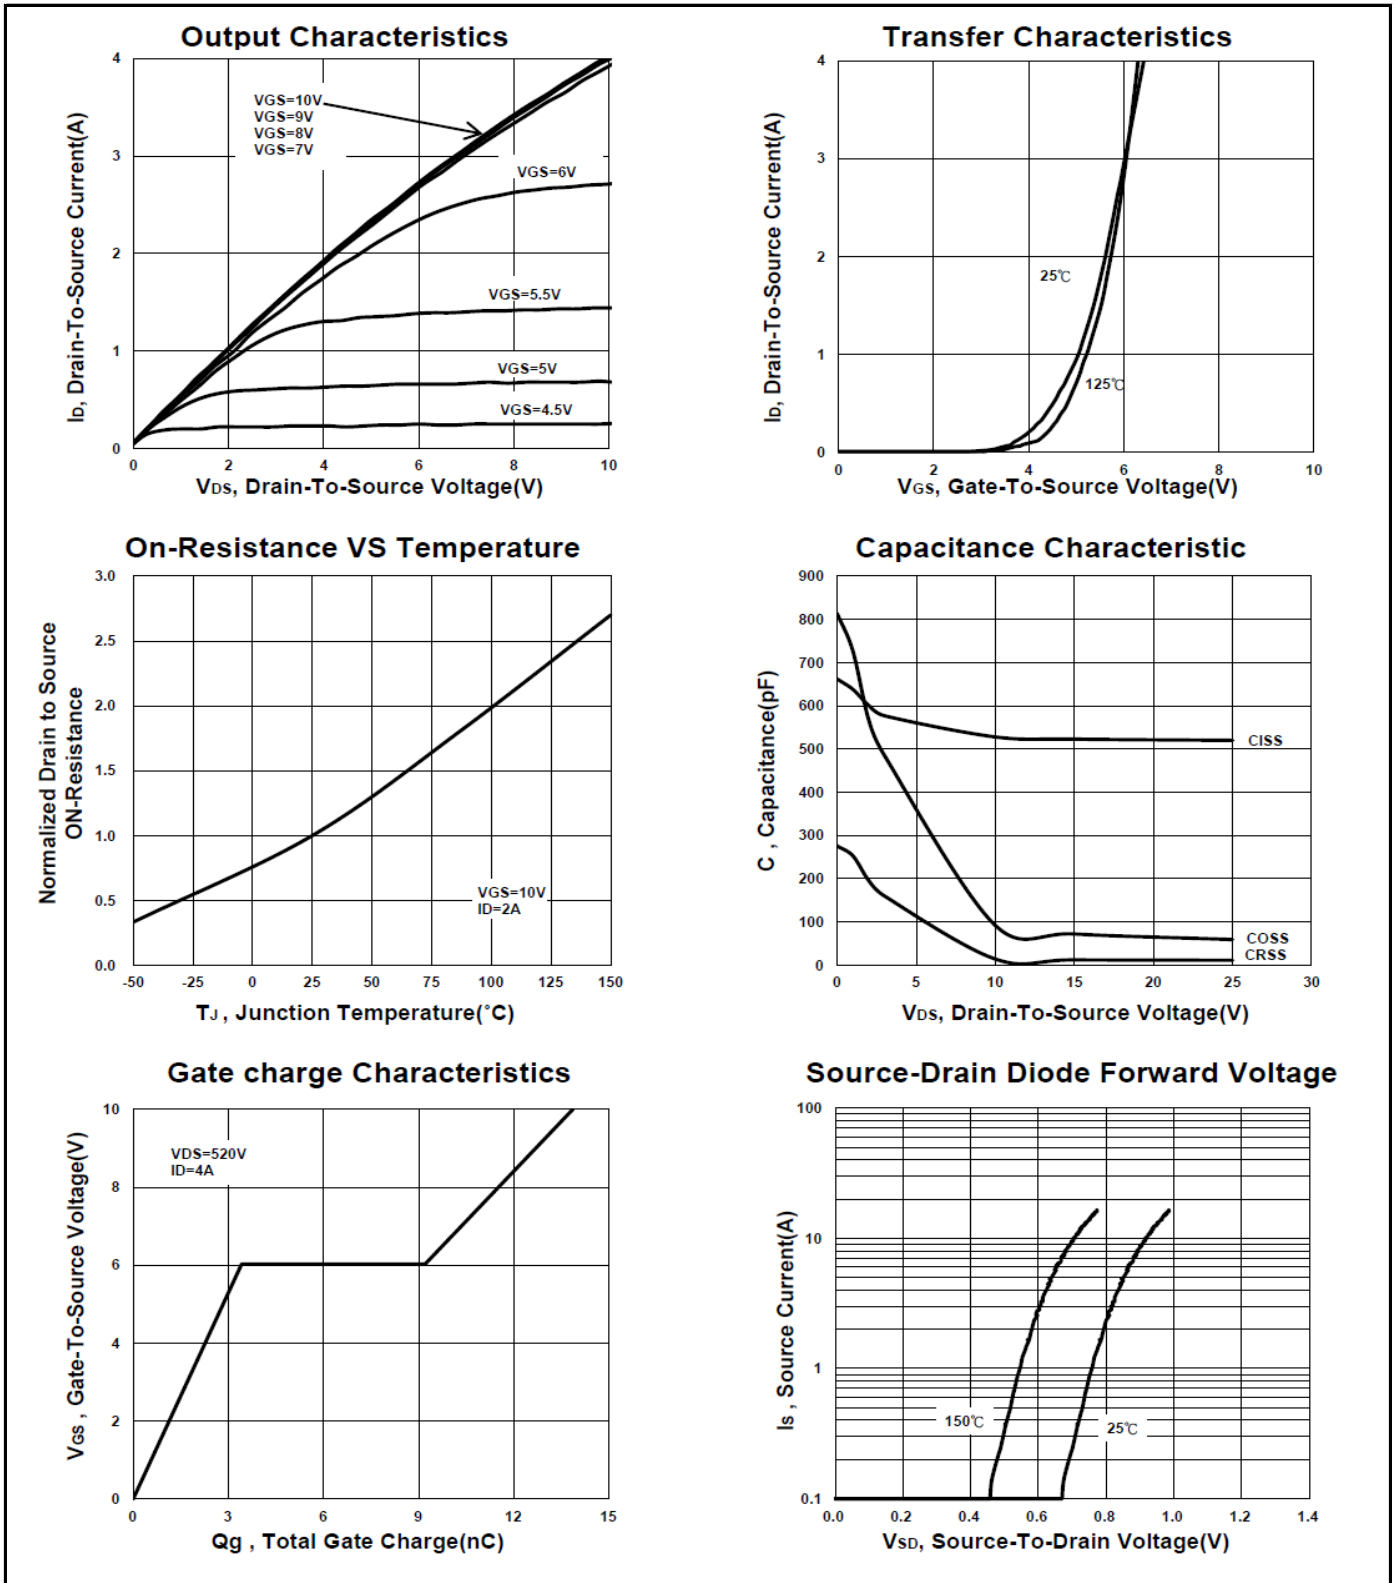 Output Characteristics
ID, Drain-To-Source Current(A)
4
3
2
1
0
VGS=10V
VGS=9V
VGS=8V
VGS=7V
VGS=6V
VGS=5.5V
VGS=5V
VGS=4.5V
0 2 4 6 8 10
VDS, Drain-To-Source Voltage(V)
Transfer Characteristics
ID, Drain-To-Source Current(A)
4
3
2
1
0
25℃
125℃
0 2 4 6 8 10
VGS, Gate-To-Source Voltage(V)
On-Resistance VS Temperature
Normalized Drain to Source
ON-Resistance
3.0
2.5
2.0
1.5
1.0
0.5
0.0
VGS=10V
ID=2A
-50 -25 0 25 50 75 100 125 150
TJ , Junction Temperature(°C)
Capacitance Characteristic
C , Capacitance(pF)
900
800
700
600
500
400
300
200
100
0
CISS
COSS
CRSS
0 5 10 15 20 25 30
VDS, Drain-To-Source Voltage(V)
Gate charge Characteristics
VGS , Gate-To-Source Voltage(V)
10
8
6
4
2
0
VDS=520V
ID=4A
0 3 6 9 12 15
Qg , Total Gate Charge(nC)
Source-Drain Diode Forward Voltage
IS , Source Current(A)
100
10
1
0.1
150℃
25℃
0.0 0.2 0.4 0.6 0.8 1.0 1.2 1.4
VSD, Source-To-Drain Voltage(V)